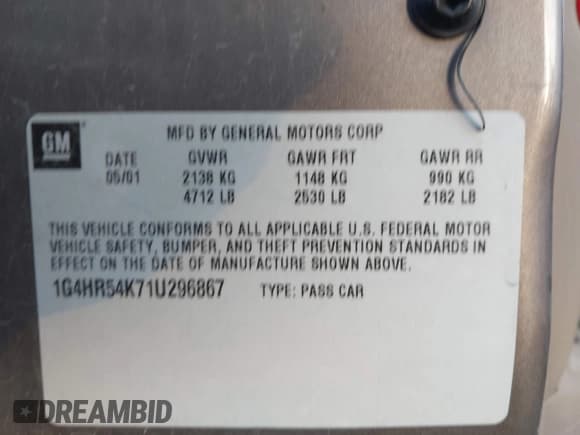 GM
MFD BY GENERAL MOTORS CORP
DATE GVWR GAWR FRT GAWR RR
05/01 2138 KG 1148 KG 990 KG
4712 LB 2530 LB 2182 LB
THIS VEHICLE CONFORMS TO ALL APPLICABLE U.S. FEDERAL MOTOR
VEHICLE SAFETY, BUMPER, AND THEFT PREVENTION STANDARDS IN
EFFECT ON THE DATE OF MANUFACTURE SHOWN ABOVE.
1G4HR54K71U296867 TYPE: PASS CAR
DREAMBID